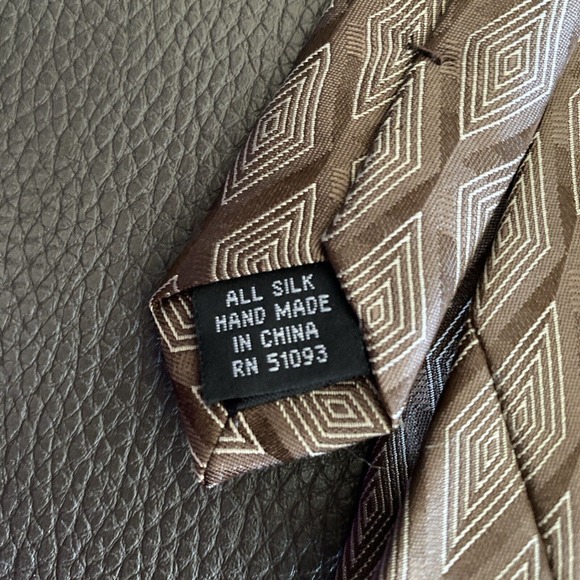 ALL SILK
HAND MADE
IN CHINA
RN 51093